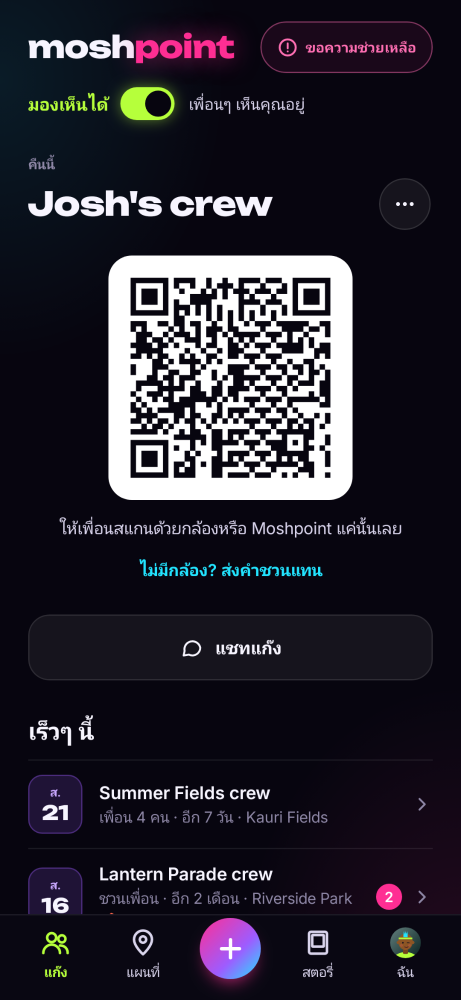 moshpoint
ขอความช่วยเหลือ
มองเห็นได้
เพื่อนๆ เห็นคุณอยู่
คืนนี้
Josh's crew
ให้เพื่อนสแกนด้วยกล้องหรือ Moshpoint แค่นั้นเลย
ไม่มีกล้อง? ส่งคำชวนแทน
แชทแก๊ง
เร็วๆ นี้
ส.
21
Summer Fields crew
เพื่อน 4 คน · อีก 7 วัน · Kauri Fields
ส.
16
Lantern Parade crew
ชวนเพื่อน · อีก 2 เดือน · Riverside Park
2
แก๊ง
แผนที่
สตอรี่
ฉัน